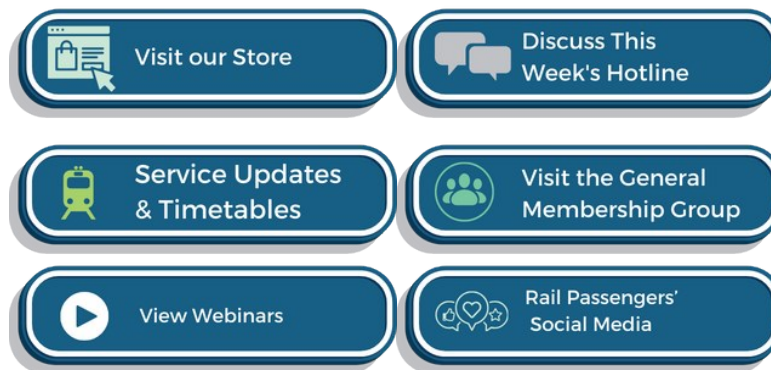 Visit our Store
Discuss This
Week's Hotline
Service Updates
& Timetables
Visit the General
Membership Group
View Webinars
Rail Passengers’
Social Media